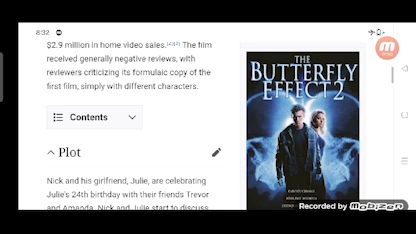 8:32
$2.9 million in home video sales.[4][5] The film
received generally negative reviews, with
reviewers criticizing its formulaic copy of the
first film, simply with different characters.
Contents
Plot
Nick and his girlfriend, Julie, are celebrating
Julie's 24th birthday with their friends Trevor
and Amanda. Nick and Julie start to discuss
THE
BUTTERFLY
EFFECT 2
Recorded by Mobizen